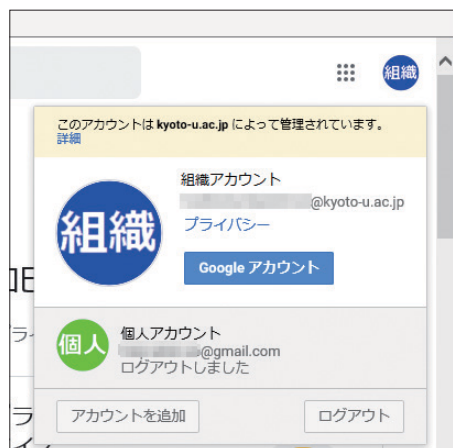 組織
このアカウントは kyoto-u.ac.jp によって管理されています。
詳細
組織
組織アカウント
@kyoto-u.ac.jp
プライバシー
Google アカウント
個人
個人アカウント
@gmail.com
ログアウトしました
アカウントを追加
ログアウト